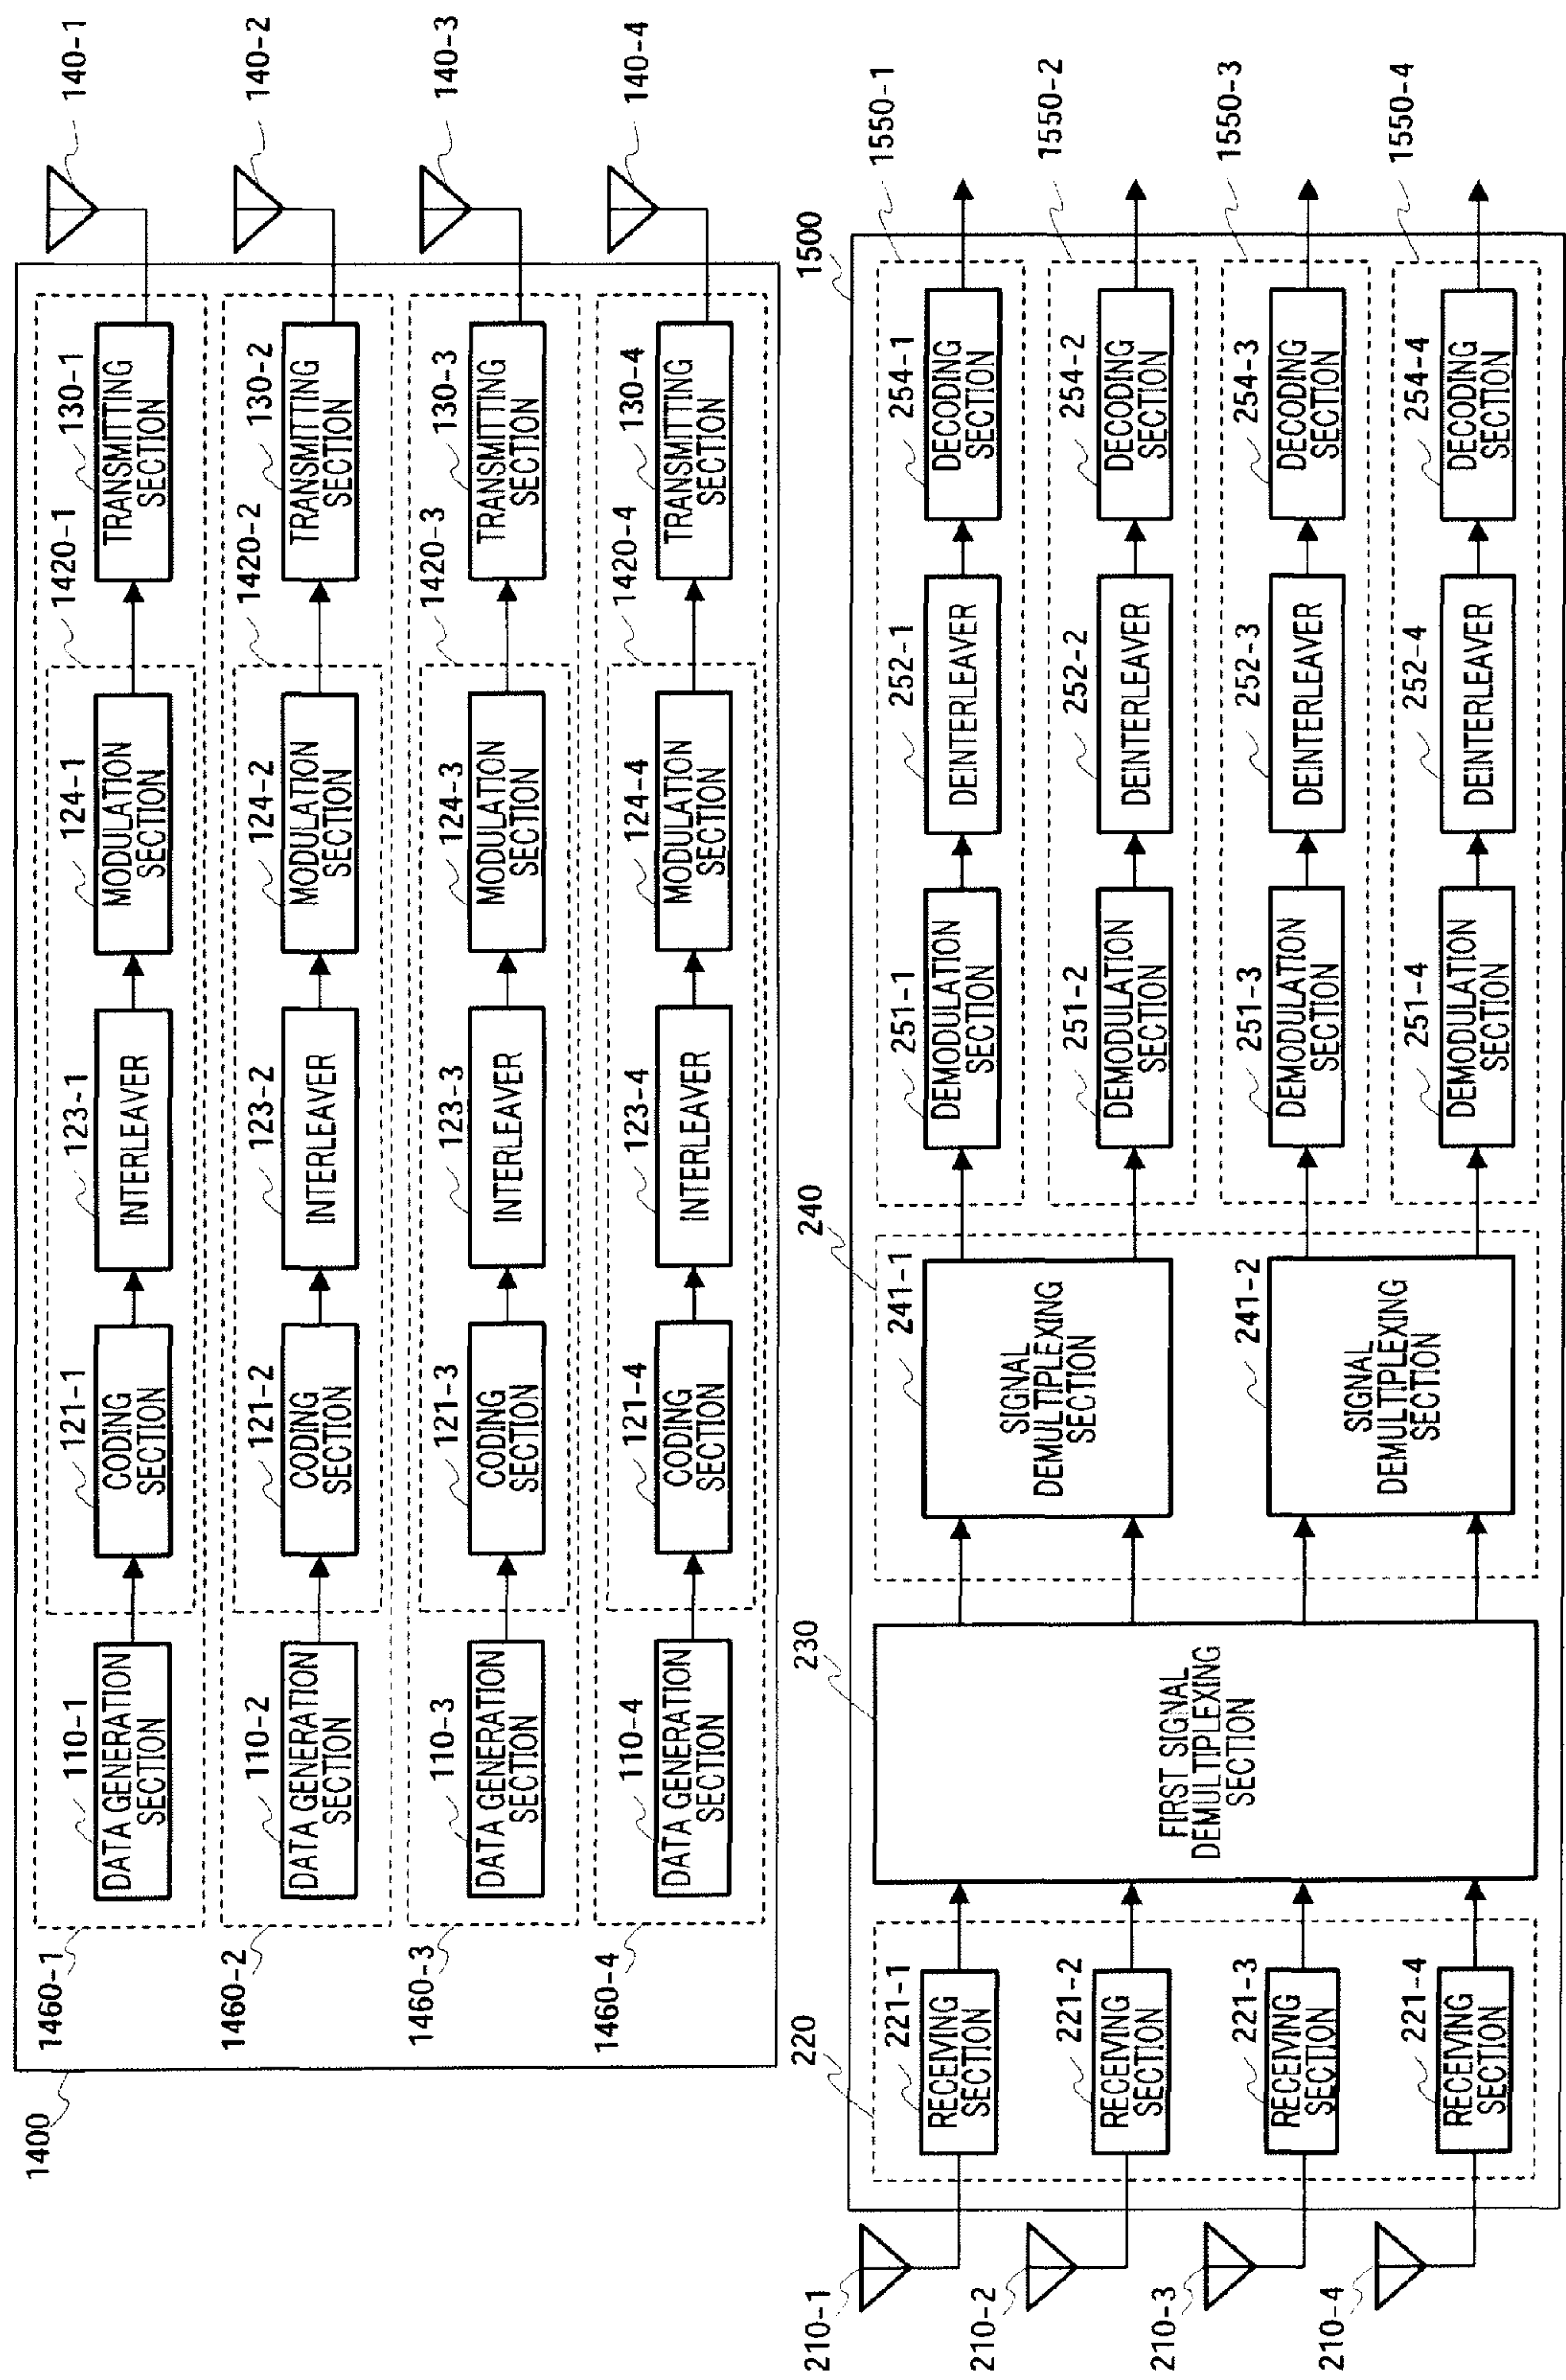 1400
1460-1
110-1
DATA GENERATION
SECTION
121-1
CODING
SECTION
123-1
INTERLEAVER
124-1
MODULATION
SECTION
1420-1
130-1
TRANSMITTING
SECTION
140-1
1460-2
110-2
DATA GENERATION
SECTION
121-2
CODING
SECTION
123-2
INTERLEAVER
124-2
MODULATION
SECTION
1420-2
130-2
TRANSMITTING
SECTION
140-2
1460-3
110-3
DATA GENERATION
SECTION
121-3
CODING
SECTION
123-3
INTERLEAVER
124-3
MODULATION
SECTION
1420-3
130-3
TRANSMITTING
SECTION
140-3
1460-4
110-4
DATA GENERATION
SECTION
121-4
CODING
SECTION
123-4
INTERLEAVER
124-4
MODULATION
SECTION
1420-4
130-4
TRANSMITTING
SECTION
140-4
1500
220
230
240
210-1
221-1
RECEIVING
SECTION
210-2
221-2
RECEIVING
SECTION
210-3
221-3
RECEIVING
SECTION
210-4
221-4
RECEIVING
SECTION
FIRST SIGNAL
DEMULTIPLEXING
SECTION
241-1
SIGNAL
DEMULTIPLEXING
SECTION
241-2
SIGNAL
DEMULTIPLEXING
SECTION
251-1
DEMODULATION
SECTION
252-1
DEINTERLEAVER
254-1
DECODING
SECTION
1550-1
251-2
DEMODULATION
SECTION
252-2
DEINTERLEAVER
254-2
DECODING
SECTION
1550-2
251-3
DEMODULATION
SECTION
252-3
DEINTERLEAVER
254-3
DECODING
SECTION
1550-3
251-4
DEMODULATION
SECTION
252-4
DEINTERLEAVER
254-4
DECODING
SECTION
1550-4